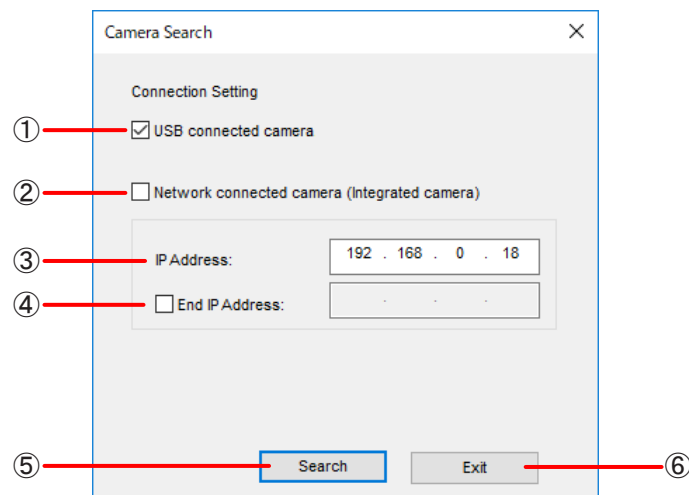 Camera Search
Connection Setting
① USB connected camera
② Network connected camera (Integrated camera)
③ IP Address: 192 . 168 . 0 . 18
④ End IP Address: . . .
⑤ Search Exit ⑥